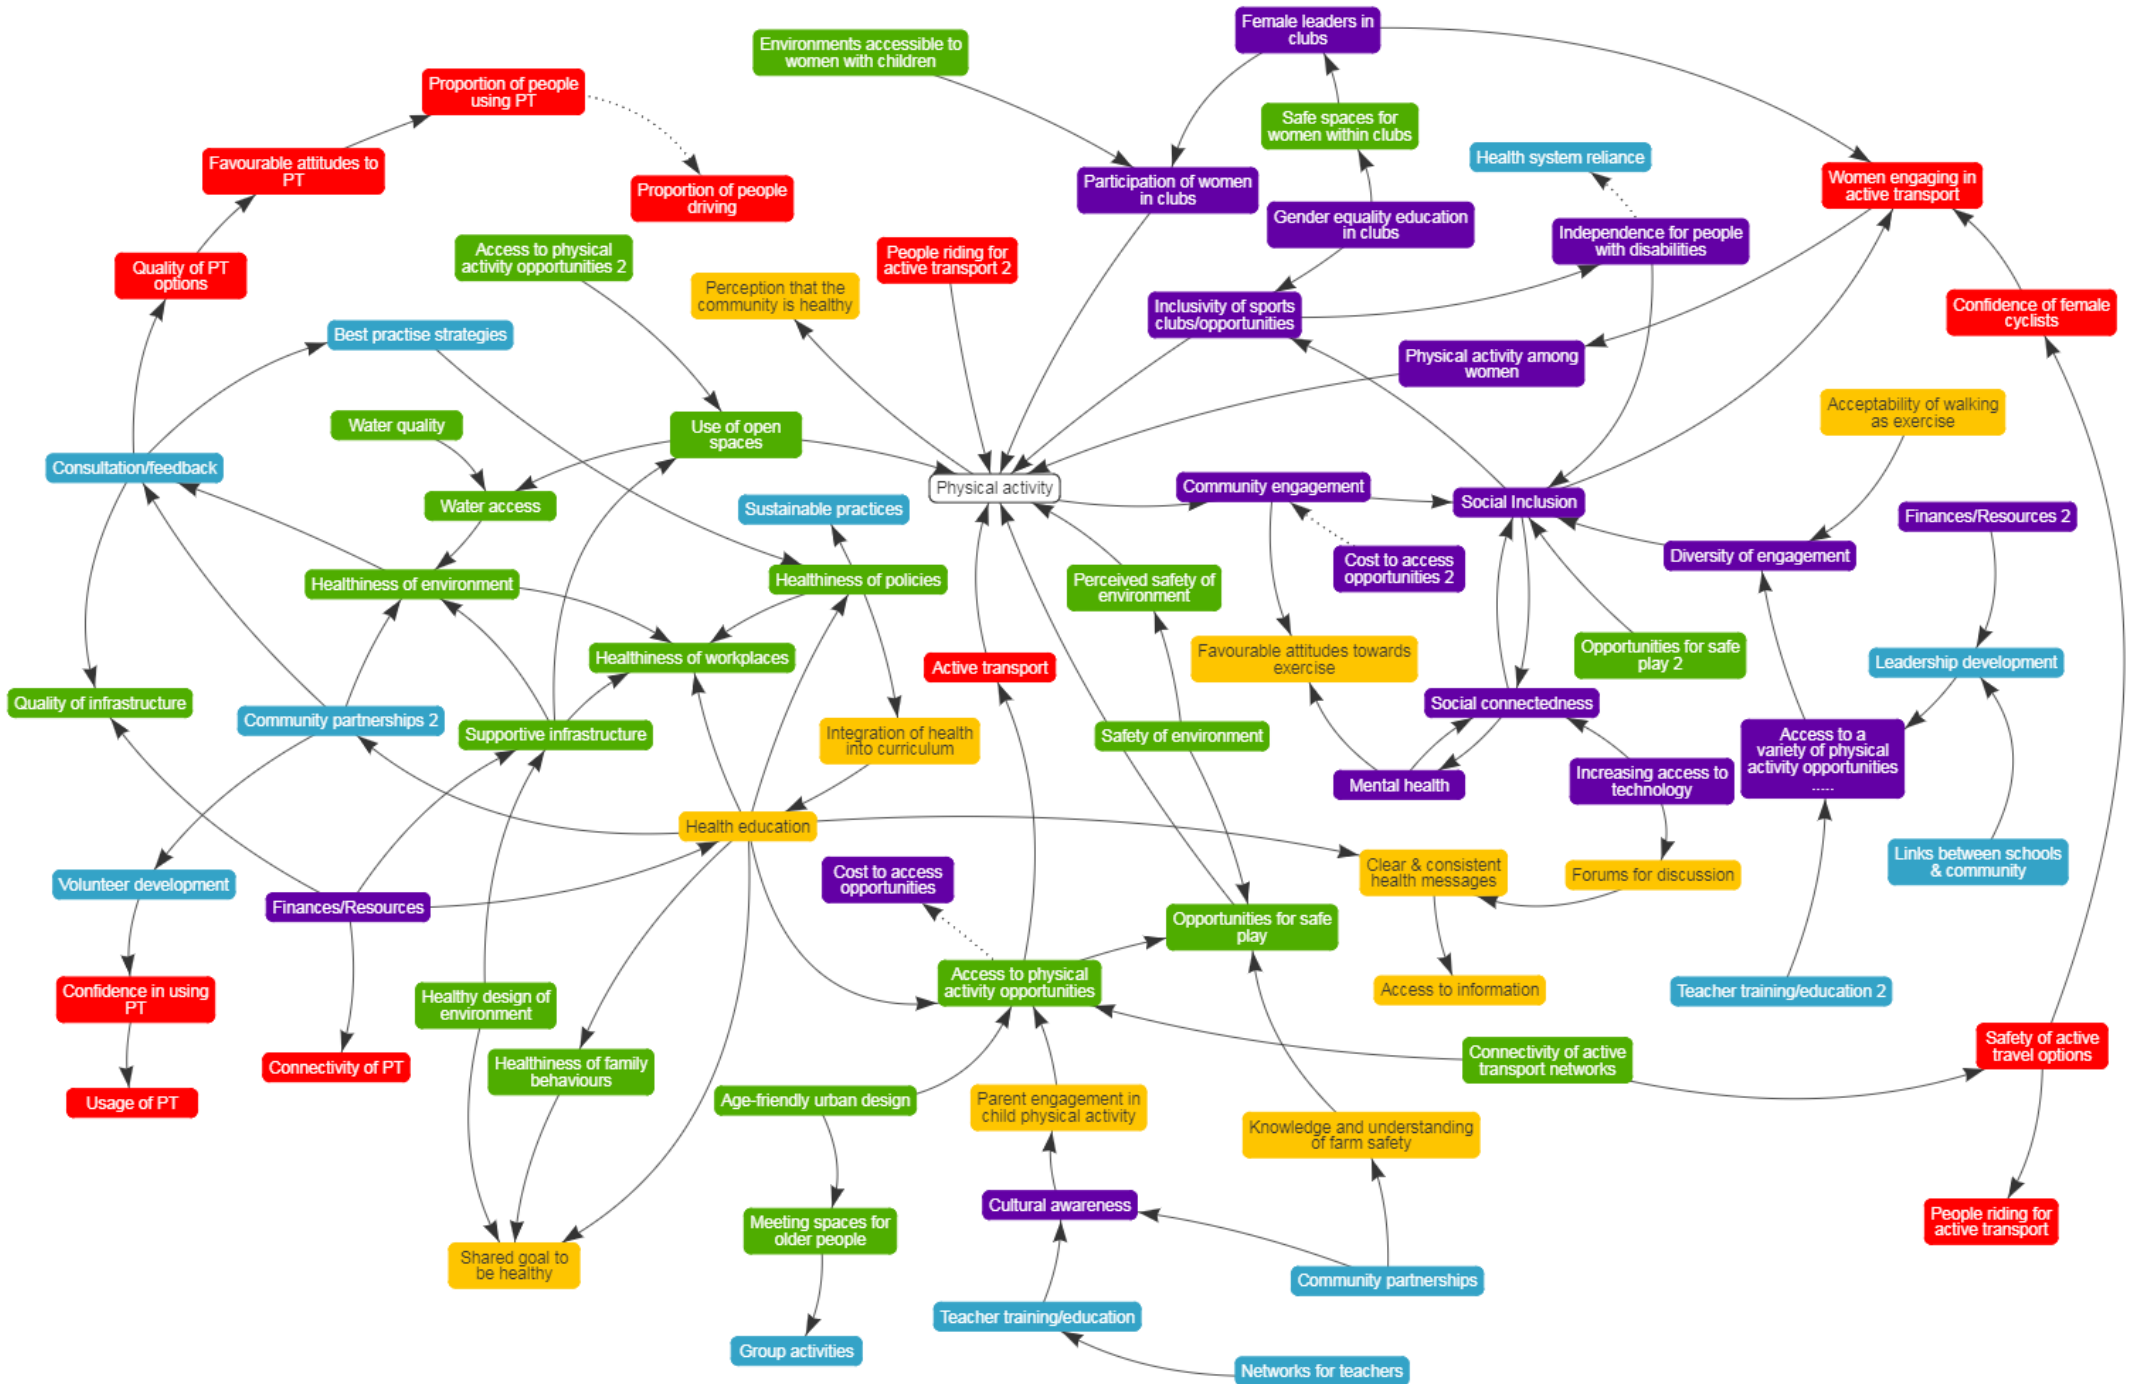 Female leaders in
clubs
Environments accessible to
women with children
Proportion of people
using PT
Safe spaces for
women within clubs
Health system reliance
Favourable attitudes to
PT
Proportion of people
driving
Participation of women
in clubs
Women engaging in
active transport
Gender equality education
in clubs
Independence for people
with disabilities
Access to physical
activity opportunities 2
People riding for
active transport 2
Quality of PT
options
Perception that the
community is healthy
Inclusivity of sports
clubs/opportunities
Confidence of female
cyclists
Best practise strategies
Physical activity among
women
Acceptability of walking
as exercise
Water quality
Use of open
spaces
Consultation/feedback
Physical activity
Community engagement
Social Inclusion
Water access
Sustainable practices
Finances/Resources 2
Diversity of engagement
Cost to access
opportunities 2
Healthiness of environment
Healthiness of policies
Perceived safety of
environment
Healthiness of workplaces
Active transport
Favourable attitudes towards
exercise
Opportunities for safe
play 2
Leadership development
Quality of infrastructure
Community partnerships 2
Supportive infrastructure
Integration of health
into curriculum
Safety of environment
Social connectedness
Access to a
variety of physical
activity opportunities
.....
Mental health
Increasing access to
technology
Health education
Clear & consistent
health messages
Forums for discussion
Links between schools
& community
Volunteer development
Finances/Resources
Cost to access
opportunities
Opportunities for safe
play
Access to physical
activity opportunities
Access to information
Teacher training/education 2
Confidence in using
PT
Healthy design of
environment
Connectivity of PT
Healthiness of family
behaviours
Connectivity of active
transport networks
Safety of active
travel options
Usage of PT
Age-friendly urban design
Parent engagement in
child physical activity
Knowledge and understanding
of farm safety
Cultural awareness
Meeting spaces for
older people
People riding for
active transport
Shared goal to
be healthy
Community partnerships
Teacher training/education
Group activities
Networks for teachers